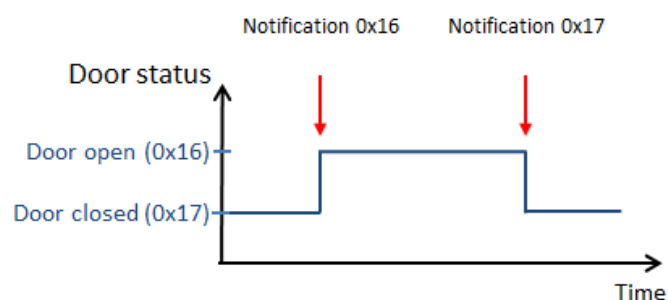 Notification 0x16 Notification 0x17
Door status
Door open (0x16)
Door closed (0x17)
Time